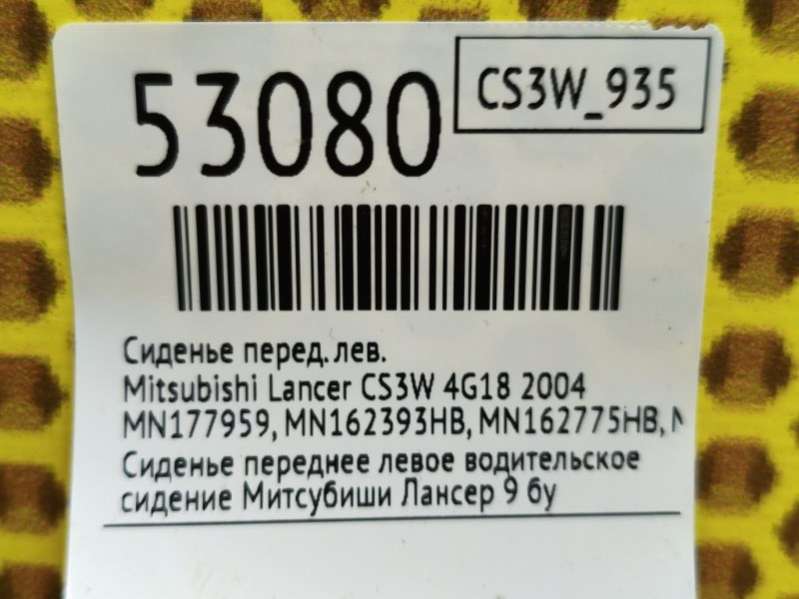 53080
CS3W_935
Сиденье перед. лев.
Mitsubishi Lancer CS3W 4G18 2004
MN177959, MN162393HB, MN162775HB,
Сиденье переднее левое водительское
сидение Митсубиши Лансер 9 бу